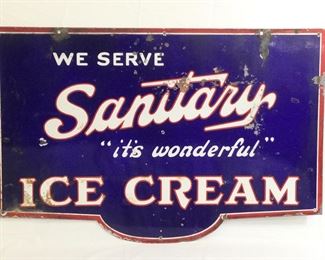 WE SERVE
Sanitary
"it's wonderful"
ICE CREAM